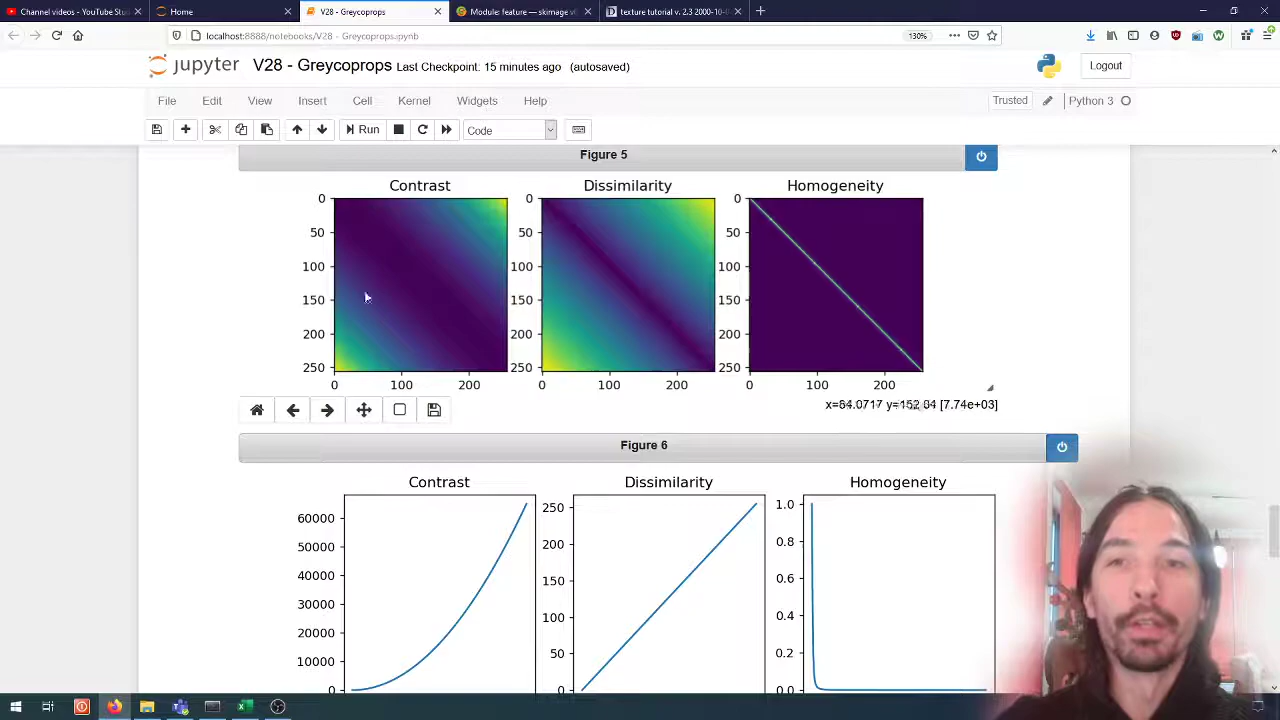 Channel videos - YouTube Stu
Home
V28 - Greycoprops
Module: feature — skimage v0
texture tutorial v. 2.3 2000-10-0
localhost:8888/notebooks/V28 - Greycoprops.ipynb
130%
jupyter V28 - Greycoprops Last Checkpoint: 15 minutes ago (autosaved)
Logout
File Edit View Insert Cell Kernel Widgets Help
Trusted
Python 3
Run
Code
Figure 5
Contrast Dissimilarity Homogeneity
0 0 0
50 50 50
100 100 100
150 150 150
200 200 200
250 250 250
0 100 200 0 100 200 0 100 200
x=64.0717 y=152.84 [7.74e+03]
Figure 6
Contrast Dissimilarity Homogeneity
60000 250 1.0
50000 200 0.8
40000 150 0.6
30000 100 0.4
20000 50 0.2
10000 0 0.0
0